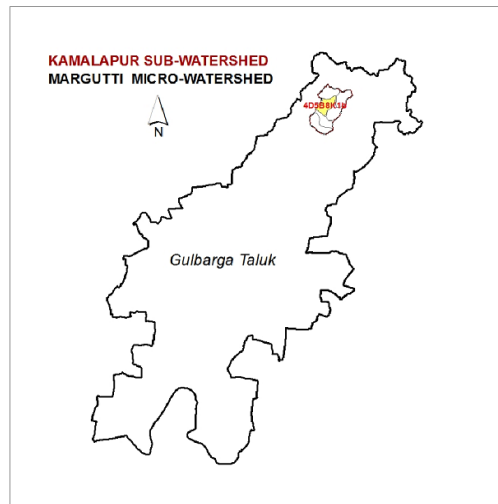 KAMALAPUR SUB-WATERSHED
MARGUTTI MICRO-WATERSHED
N
Gulbarga Taluk